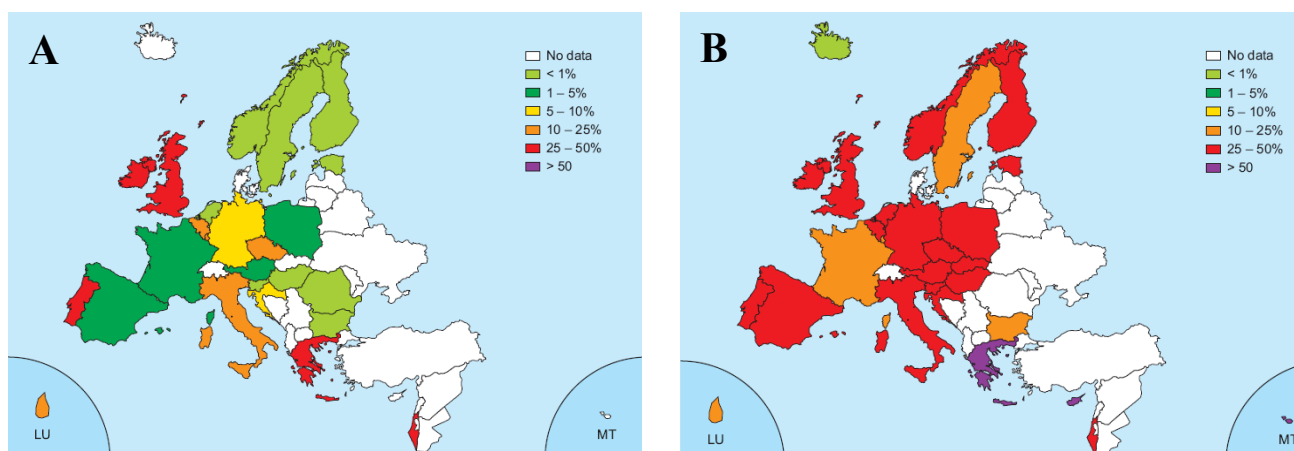 A
No data
< 1%
1 – 5%
5 – 10%
10 – 25%
25 – 50%
> 50
LU
MT
B
No data
< 1%
1 – 5%
5 – 10%
10 – 25%
25 – 50%
> 50
LU
MT